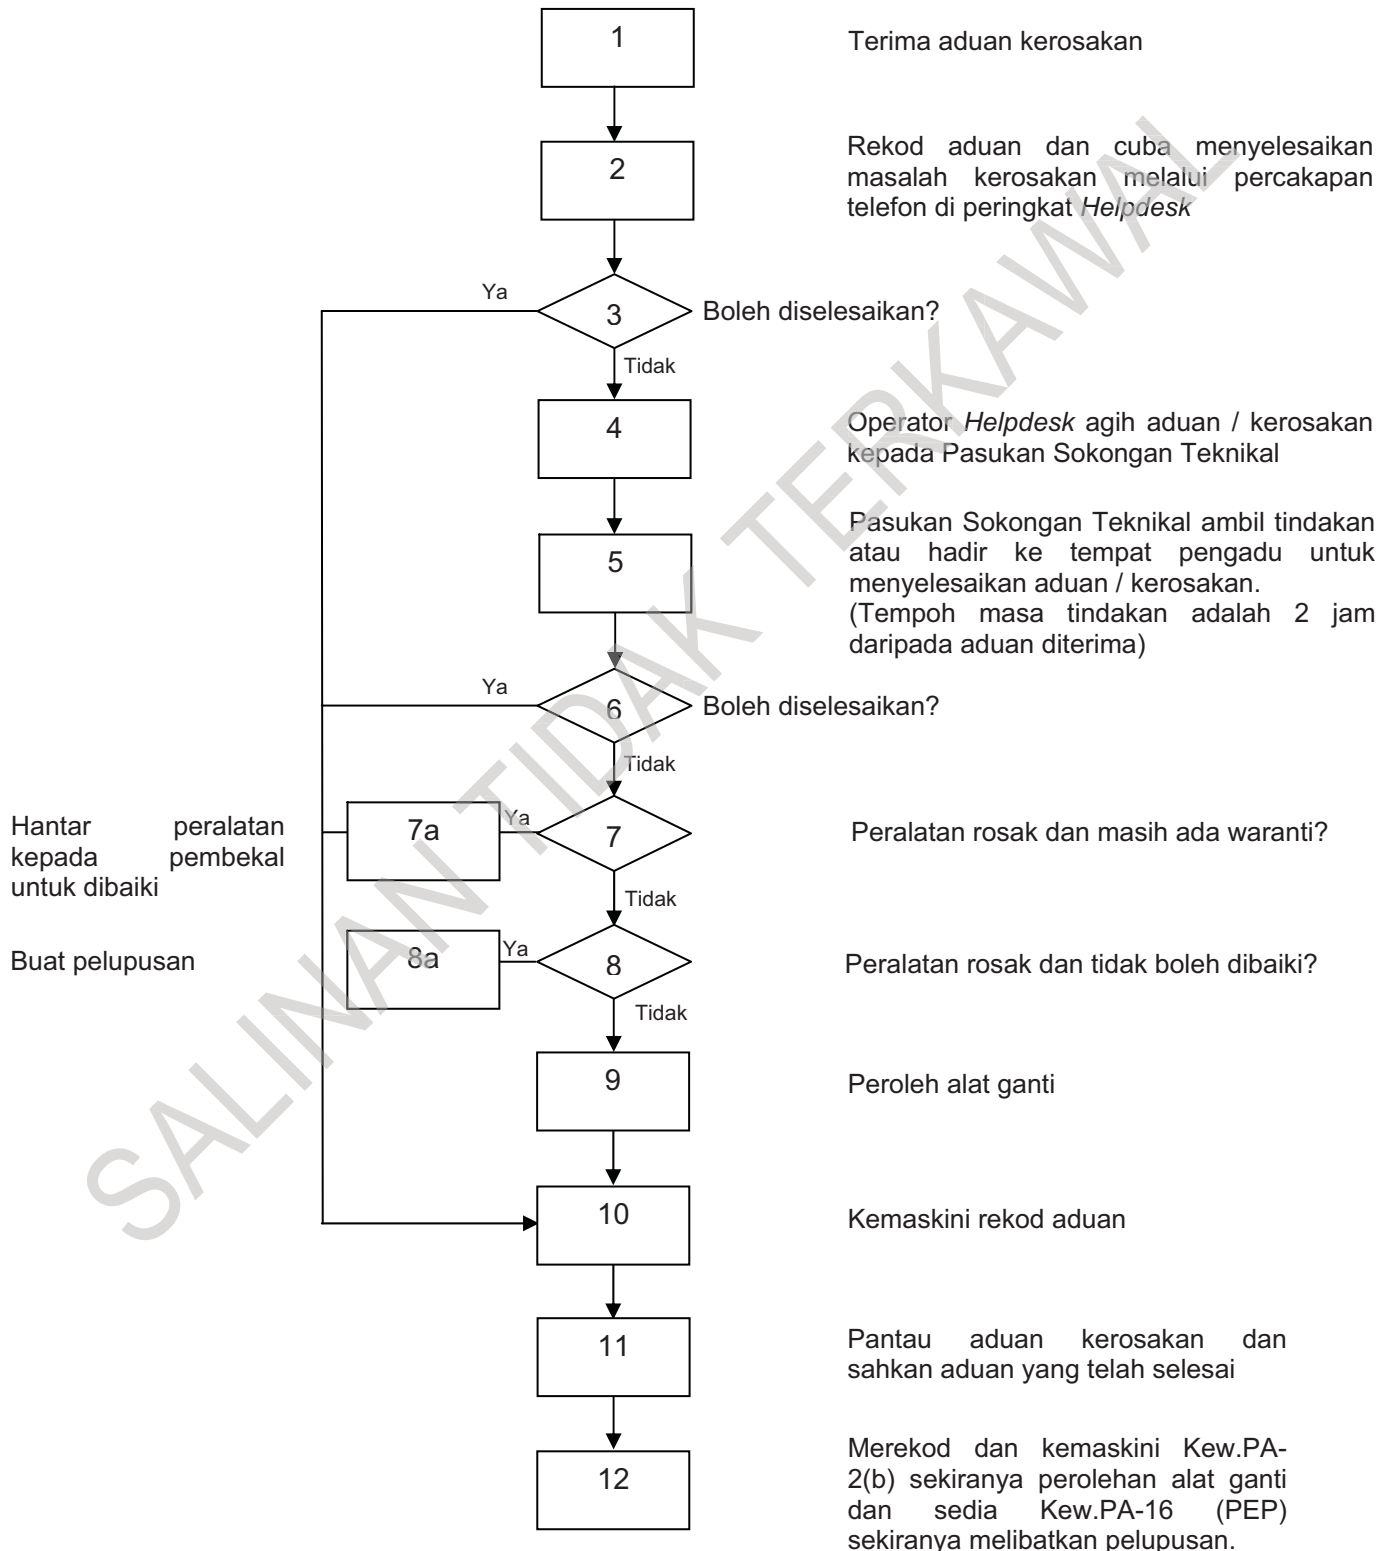 1
Terima aduan kerosakan
2
Rekod aduan dan cuba menyelesaikan
masalah kerosakan melalui percakapan
telefon di peringkat Helpdesk
Ya
3
Boleh diselesaikan?
Tidak
4
Operator Helpdesk agih aduan / kerosakan
kepada Pasukan Sokongan Teknikal
5
Pasukan Sokongan Teknikal ambil tindakan
atau hadir ke tempat pengadu untuk
menyelesaikan aduan / kerosakan.
(Tempoh masa tindakan adalah 2 jam
daripada aduan diterima)
Ya
6
Boleh diselesaikan?
Tidak
Hantar peralatan
kepada pembekal
untuk dibaiki
7a
Ya
7
Peralatan rosak dan masih ada waranti?
Tidak
Buat pelupusan
8a
Ya
8
Peralatan rosak dan tidak boleh dibaiki?
Tidak
9
Peroleh alat ganti
10
Kemaskini rekod aduan
11
Pantau aduan kerosakan dan
sahkan aduan yang telah selesai
12
Merekod dan kemaskini Kew.PA-
2(b) sekiranya perolehan alat ganti
dan sedia Kew.PA-16 (PEP)
sekiranya melibatkan pelupusan.
SALINAN TIDAK TERKAWAL